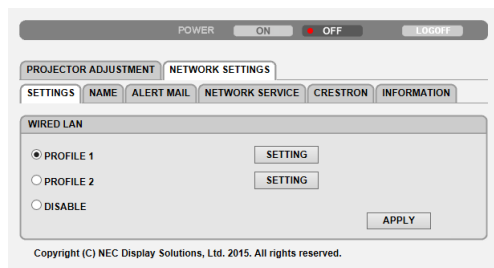 POWER ON OFF LOGOFF
PROJECTOR ADJUSTMENT NETWORK SETTINGS
SETTINGS NAME ALERT MAIL NETWORK SERVICE CRESTRON INFORMATION
WIRED LAN
PROFILE 1 SETTING
PROFILE 2 SETTING
DISABLE
APPLY
Copyright (C) NEC Display Solutions, Ltd. 2015. All rights reserved.